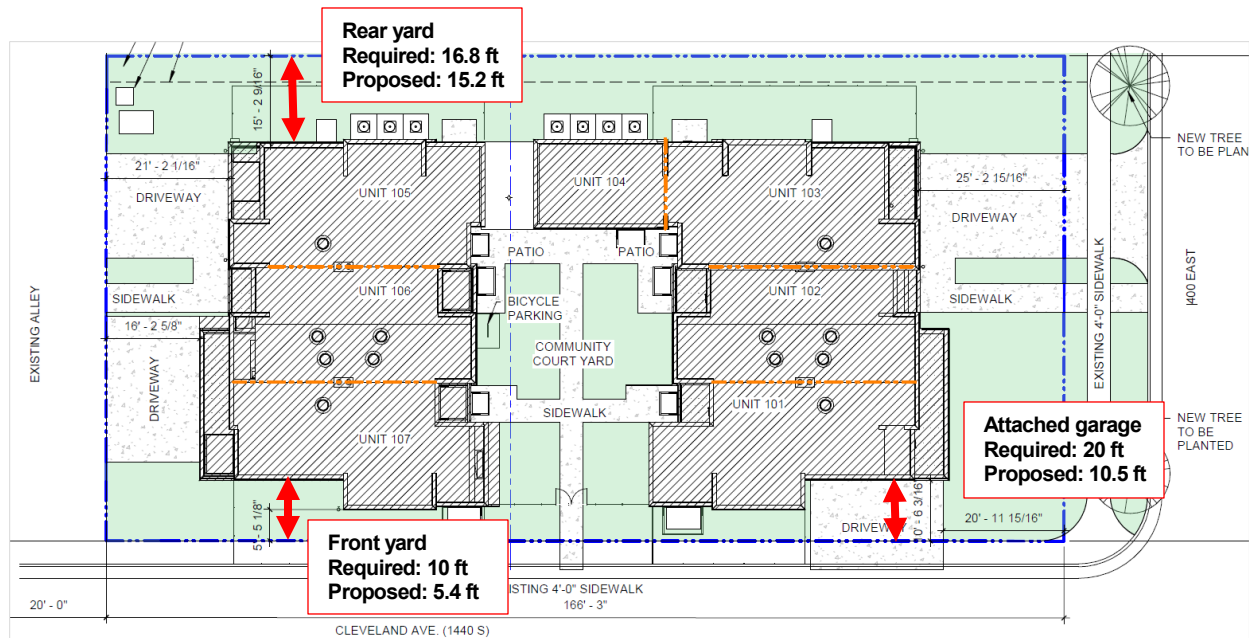 Rear yard
Required: 16.8 ft
Proposed: 15.2 ft
15' - 2 9/16"
NEW TREE
TO BE PLAN
21' - 2 1/16"
DRIVEWAY
UNIT 105
UNIT 104
UNIT 103
25' - 2 15/16"
DRIVEWAY
PATIO
PATIO
SIDEWALK
UNIT 106
BICYCLE
PARKING
UNIT 102
SIDEWALK
EXISTING 4'-0" SIDEWALK
400 EAST
EXISTING ALLEY
16' - 2 5/8"
COMMUNITY
COURT YARD
DRIVEWAY
SIDEWALK
UNIT 101
UNIT 107
NEW TREE
TO BE
PLANTED
Attached garage
Required: 20 ft
Proposed: 10.5 ft
5' - 5 1/8"
DRIVE
0' - 6 3/16"
20' - 11 15/16"
Front yard
Required: 10 ft
Proposed: 5.4 ft
ISTING 4'-0" SIDEWALK
20' - 0"
166' - 3"
CLEVELAND AVE. (1440 S)